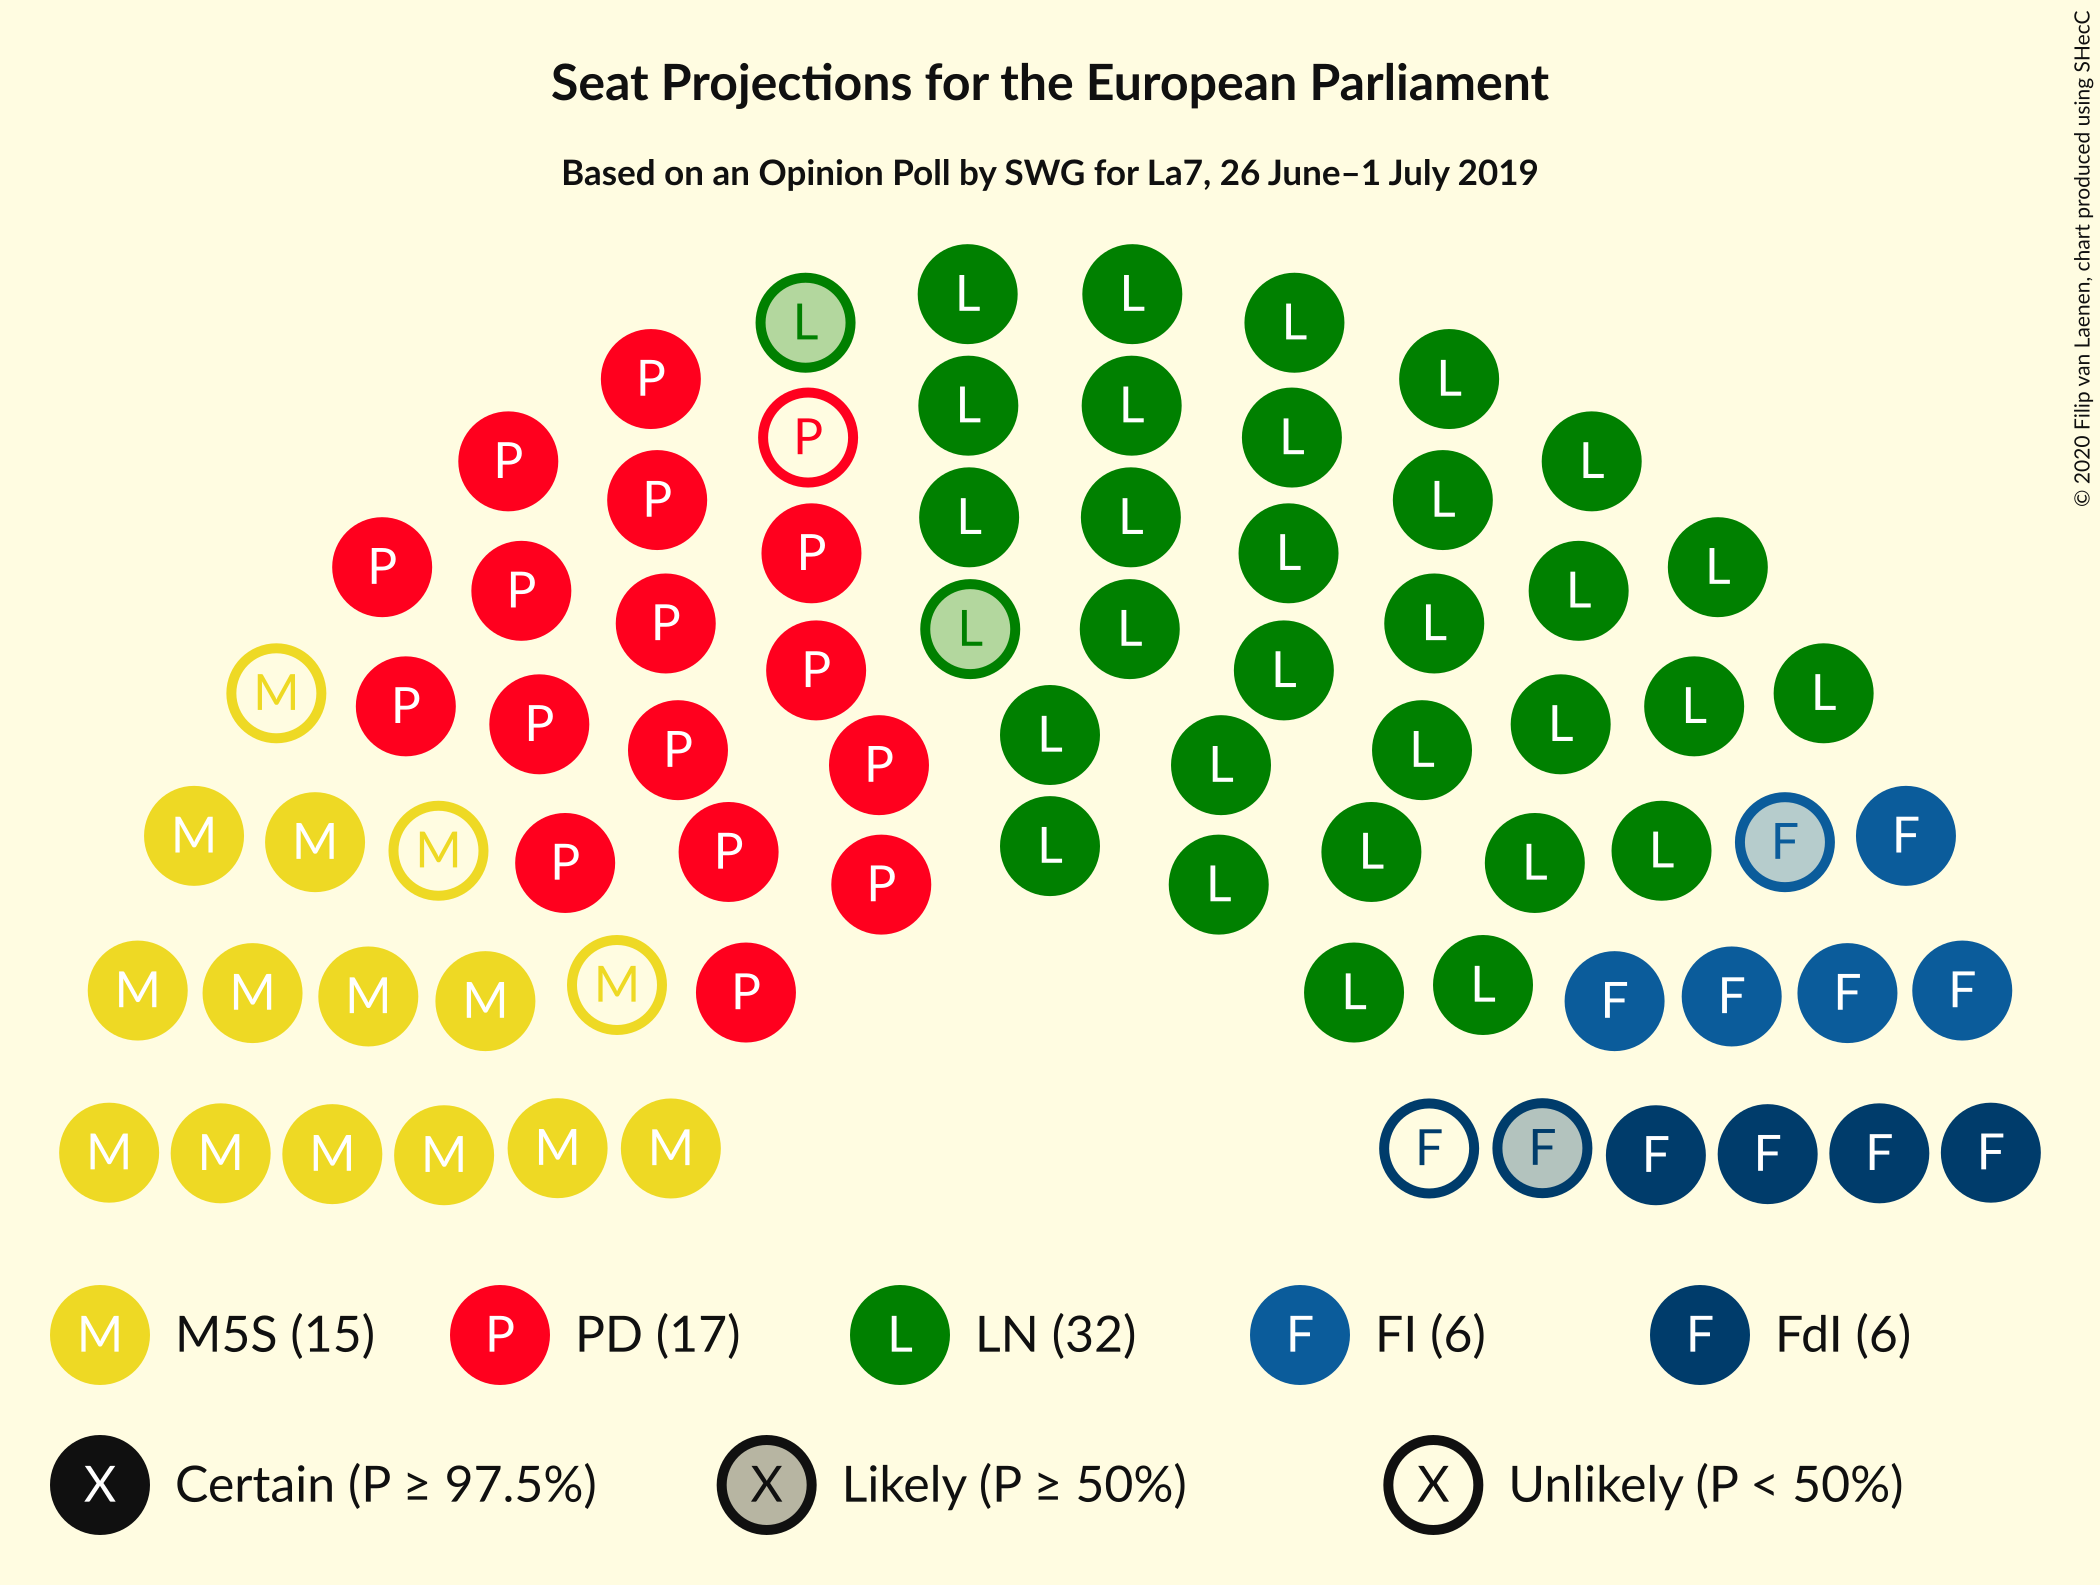 Seat Projections for the European Parliament
Based on an Opinion Poll by SWG for La7, 26 June–1 July 2019
© 2020 Filip van Laenen, chart produced using SHecC
L L
L L
P L
L L
P P L L
P L L
P P L L
P L L
P P L L
P L L
P P L L
L L
P L L
M L
P L
P L
P L
L
P L L
M F
M F
M L
P L
P L
L
P L
M F
M F
M F
M F
M L
P L
M M M M M M F F F F F F
M M5S (15) P PD (17) L LN (32) F FI (6) F FdI (6)
X Certain (P ≥ 97.5%) X Likely (P ≥ 50%) X Unlikely (P < 50%)